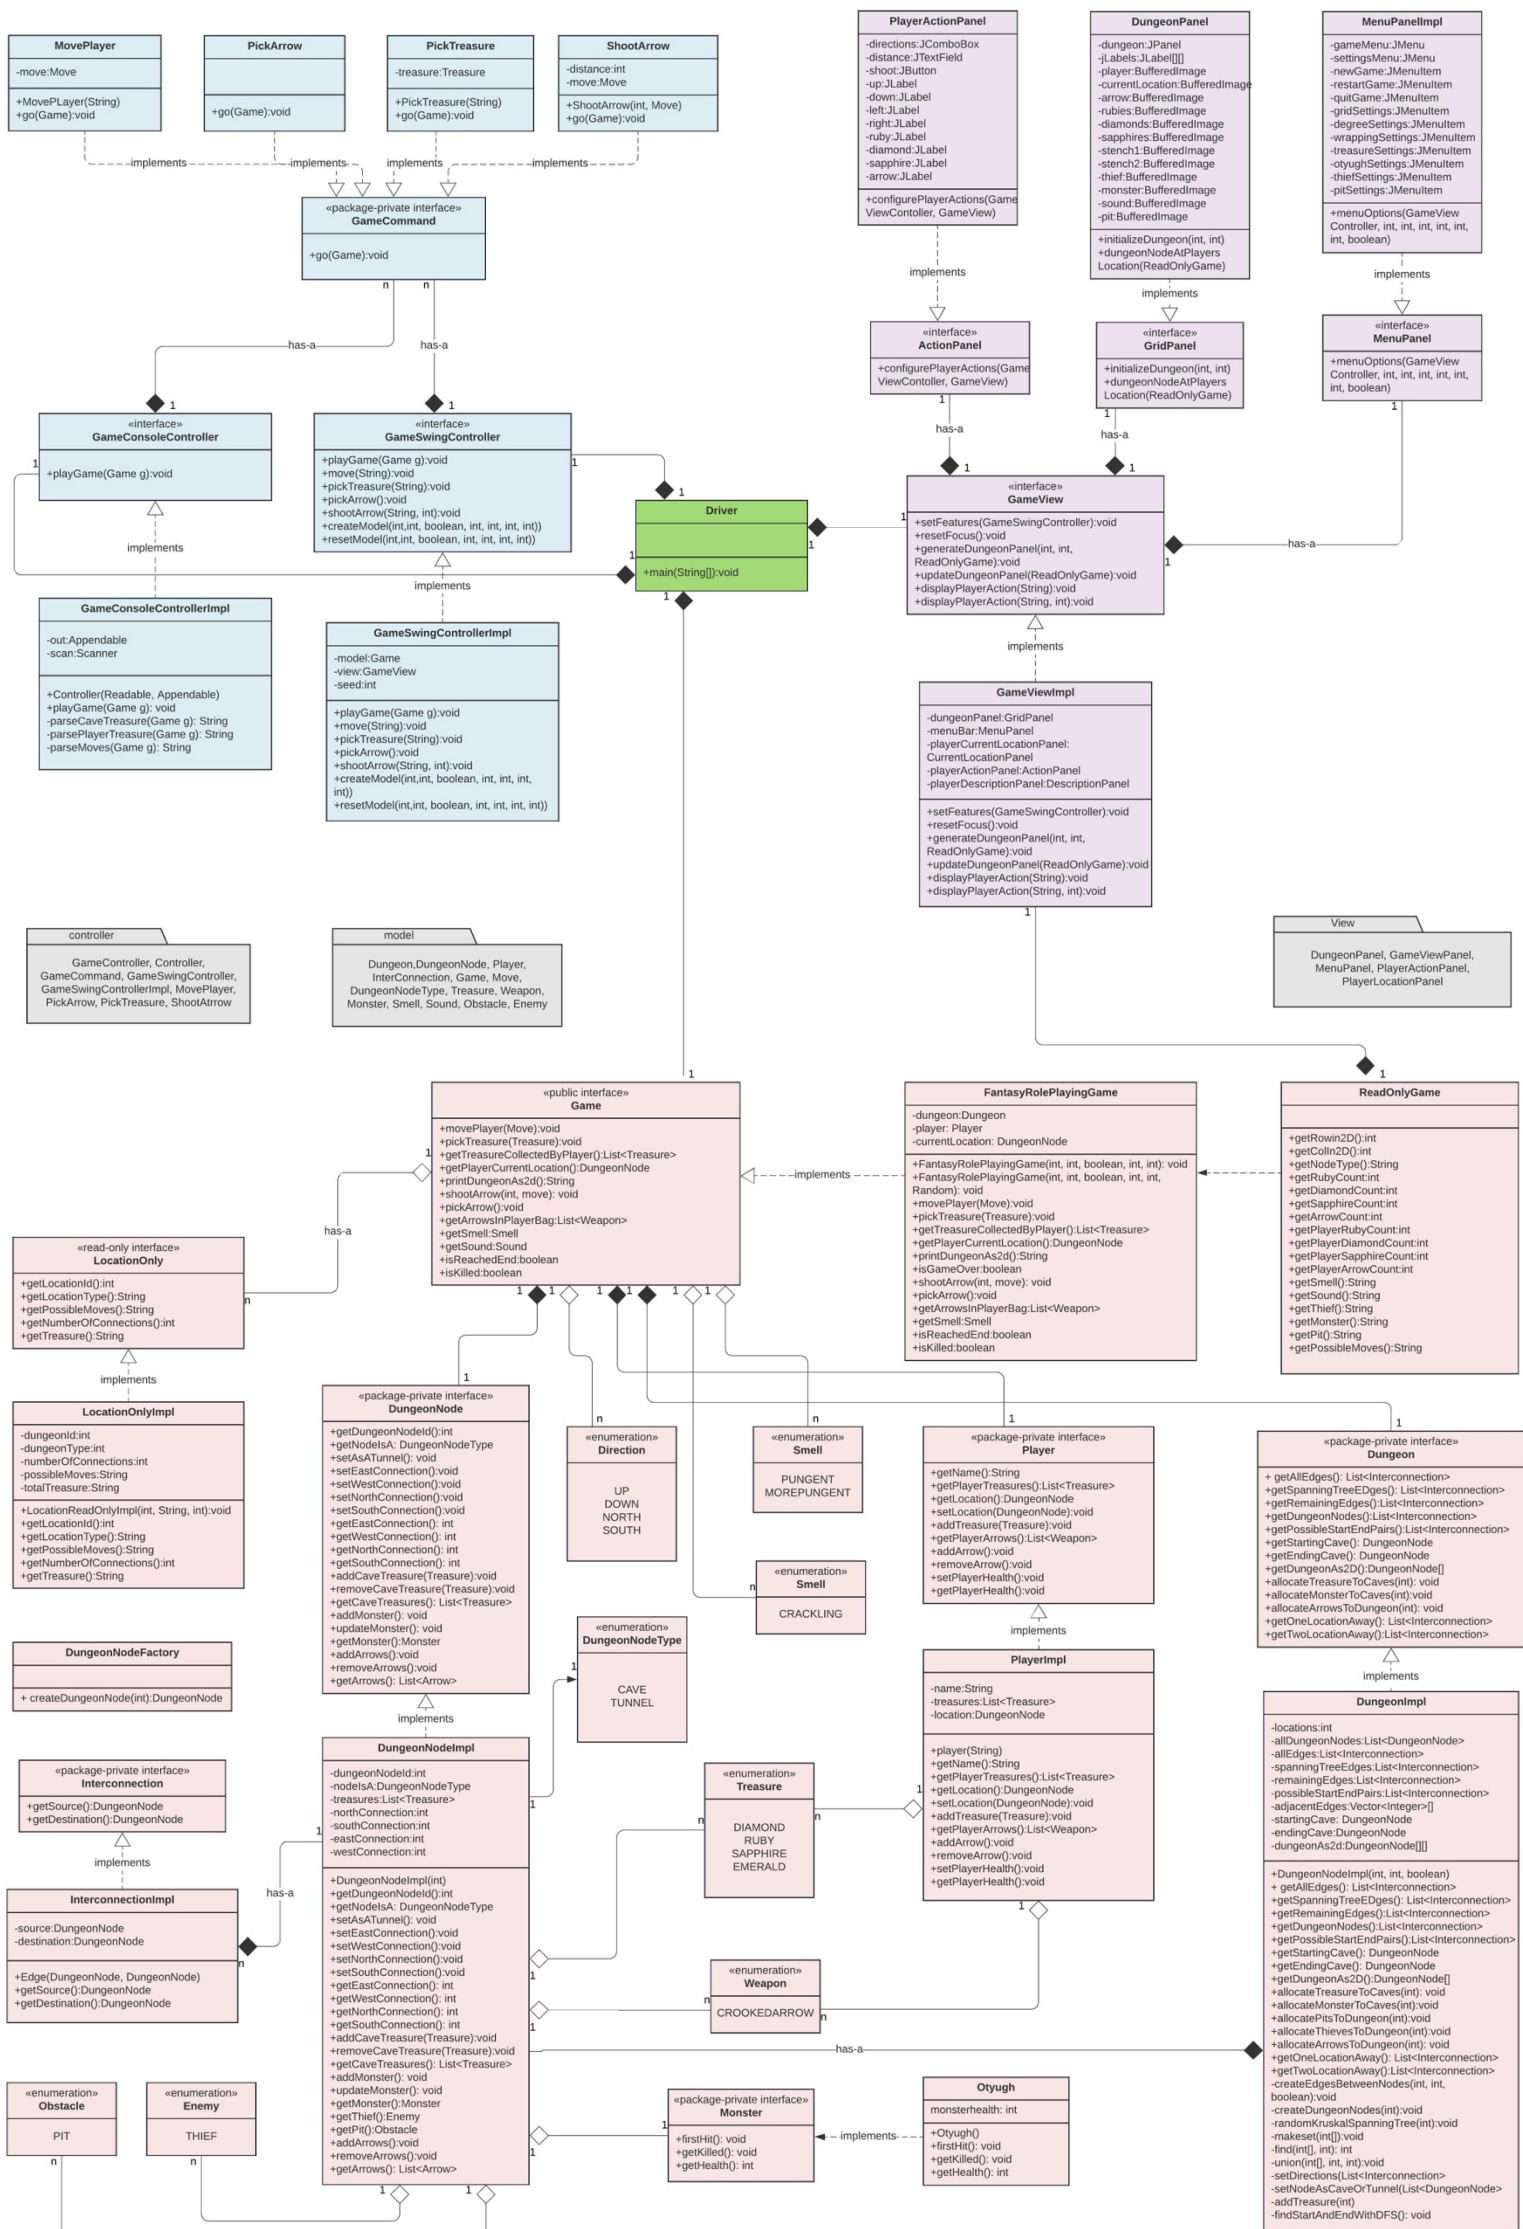 MovePlayer
-move:Move
+MovePLayer(String)
+go(Game):void
PickArrow
+go(Game):void
PickTreasure
-treasure:Treasure
+PickTreasure(String)
+go(Game):void
ShootArrow
-distance:int
-move:Move
+ShootArrow(int, Move)
+go(Game):void
implements
implements
implements
implements
«package-private interface»
GameCommand
+go(Game):void
n
n
has-a
has-a
1
1
«interface»
GameConsoleController
+playGame(Game g):void
1
implements
GameConsoleControllerImpl
-out:Appendable
-scan:Scanner
+Controller(Readable, Appendable)
+playGame(Game g): void
-parseCaveTreasure(Game g): String
-parsePlayerTreasure(Game g): String
-parseMoves(Game g): String
«interface»
GameSwingController
+playGame(Game g):void
+move(String):void
+pickTreasure(String):void
+pickArrow():void
+shootArrow(String, int):void
+createModel(int,int, boolean, int, int, int, int))
+resetModel(int,int, boolean, int, int, int, int))
1
implements
GameSwingControllerImpl
-model:Game
-view:GameView
-seed:int
+playGame(Game g):void
+move(String):void
+pickTreasure(String):void
+pickArrow():void
+shootArrow(String, int):void
+createModel(int,int, boolean, int, int, int,
int))
+resetModel(int,int, boolean, int, int, int, int))
Driver
+main(String[]):void
1
1
1
1
PlayerActionPanel
-directions:JComboBox
-distance:JTextField
-shoot:JButton
-up:JLabel
-down:JLabel
-left:JLabel
-right:JLabel
-ruby:JLabel
-diamond:JLabel
-sapphire:JLabel
-arrow:JLabel
+configurePlayerActions(Game
ViewContoller, GameView)
implements
«interface»
ActionPanel
+configurePlayerActions(Game
ViewContoller, GameView)
1
has-a
1
DungeonPanel
-dungeon:JPanel
-jLabels:JLabel[][]
-player:BufferedImage
-currentLocation:BufferedImage
-arrow:BufferedImage
-rubies:BufferedImage
-diamonds:BufferedImage
-sapphires:BufferedImage
-stench1:BufferedImage
-stench2:BufferedImage
-thief:BufferedImage
-monster:BufferedImage
-sound:BufferedImage
-pit:BufferedImage
+initializeDungeon(int, int)
+dungeonNodeAtPlayers
Location(ReadOnlyGame)
implements
«interface»
GridPanel
+initializeDungeon(int, int)
+dungeonNodeAtPlayers
Location(ReadOnlyGame)
1
has-a
1
MenuPanelImpl
-gameMenu:JMenu
-settingsMenu:JMenu
-newGame:JMenuItem
-restartGame:JMenuItem
-quitGame:JMenuItem
-gridSettings:JMenuItem
-degreeSettings:JMenuItem
-wrappingSettings:JMenuItem
-treasureSettings:JMenuItem
-otyughSettings:JMenuItem
-thiefSettings:JMenuItem
-pitSettings:JMenuItem
+menuOptions(GameView
Controller, int, int, int, int, int,
int, boolean)
implements
«interface»
MenuPanel
+menuOptions(GameView
Controller, int, int, int, int, int,
int, boolean)
1
has-a
1
«interface»
GameView
1
+setFeatures(GameSwingController):void
+resetFocus():void
+generateDungeonPanel(int, int,
ReadOnlyGame):void
+updateDungeonPanel(ReadOnlyGame):void
+displayPlayerAction(String):void
+displayPlayerAction(String, int):void
implements
GameViewImpl
-dungeonPanel:GridPanel
-menuBar:MenuPanel
-playerCurrentLocationPanel:
CurrentLocationPanel
-playerActionPanel:ActionPanel
-playerDescriptionPanel:DescriptionPanel
+setFeatures(GameSwingController):void
+resetFocus():void
+generateDungeonPanel(int, int,
ReadOnlyGame):void
+updateDungeonPanel(ReadOnlyGame):void
+displayPlayerAction(String):void
+displayPlayerAction(String, int):void
1
controller
GameController, Controller,
GameCommand, GameSwingController,
GameSwingControllerImpl, MovePlayer,
PickArrow, PickTreasure, ShootAtrrow
model
Dungeon,DungeonNode, Player,
InterConnection, Game, Move,
DungeonNodeType, Treasure, Weapon,
Monster, Smell, Sound, Obstacle, Enemy
View
DungeonPanel, GameViewPanel,
MenuPanel, PlayerActionPanel,
PlayerLocationPanel
1
1
«public interface»
Game
+movePlayer(Move):void
+pickTreasure(Treasure):void
+getTreasureCollectedByPlayer():List<Treasure>
+getPlayerCurrentLocation():DungeonNode
+printDungeonAs2d():String
+shootArrow(int, move): void
+pickArrow():void
+getArrowsInPlayerBag:List<Weapon>
+getSmell:Smell
+getSound:Sound
+isReachedEnd:boolean
+isKilled:boolean
1
has-a
n
1
1
1
1
1
1
implements
FantasyRolePlayingGame
-dungeon:Dungeon
-player: Player
-currentLocation: DungeonNode
+FantasyRolePlayingGame(int, int, boolean, int, int): void
+FantasyRolePlayingGame(int, int, boolean, int, int,
Random): void
+movePlayer(Move):void
+pickTreasure(Treasure):void
+getTreasureCollectedByPlayer():List<Treasure>
+getPlayerCurrentLocation():DungeonNode
+printDungeonAs2d():String
+isGameOver:boolean
+shootArrow(int, move): void
+pickArrow():void
+getArrowsInPlayerBag:List<Weapon>
+getSmell:Smell
+isReachedEnd:boolean
+isKilled:boolean
ReadOnlyGame
+getRowin2D():int
+getColIn2D():int
+getNodeType():String
+getRubyCount:int
+getDiamondCount:int
+getSapphireCount:int
+getArrowCount:int
+getPlayerRubyCount:int
+getPlayerDiamondCount:int
+getPlayerSapphireCount:int
+getPlayerArrowCount:int
+getSmell():String
+getSound():String
+getThief():String
+getMonster():String
+getPit():String
+getPossibleMoves():String
«read-only interface»
LocationOnly
+getLocationId():int
+getLocationType():String
+getPossibleMoves():String
+getNumberOfConnections():int
+getTreasure():String
implements
LocationOnlyImpl
-dungeonId:int
-dungeonType:int
-numberOfConnections:int
-possibleMoves:String
-totalTreasure:String
+LocationReadOnlyImpl(int, String, int):void
+getLocationId():int
+getLocationType():String
+getPossibleMoves():String
+getNumberOfConnections():int
+getTreasure():String
1
«package-private interface»
DungeonNode
+getDungeonNodeId():int
+getNodeIsA: DungeonNodeType
+setAsATunnel(): void
+setEastConnection():void
+setWestConnection():void
+setNorthConnection():void
+setSouthConnection():void
+getEastConnection(): int
+getWestConnection(): int
+getNorthConnection(): int
+getSouthConnection(): int
+addCaveTreasure(Treasure):void
+removeCaveTreasure(Treasure):void
+getCaveTreasures(): List<Treasure>
+addMonster(): void
+updateMonster(): void
+getMonster():Monster
+addArrows():void
+removeArrows():void
+getArrows(): List<Arrow>
n
«enumeration»
Direction
UP
DOWN
NORTH
SOUTH
n
«enumeration»
Smell
PUNGENT
MOREPUNGENT
n
«enumeration»
Smell
CRACKLING
1
«enumeration»
DungeonNodeType
CAVE
TUNNEL
1
«package-private interface»
Player
+getName():String
+getPlayerTreasures():List<Treasure>
+getLocation():DungeonNode
+setLocation(DungeonNode):void
+addTreasure(Treasure):void
+getPlayerArrows():List<Weapon>
+addArrow():void
+removeArrow():void
+setPlayerHealth():void
+getPlayerHealth():void
implements
PlayerImpl
-name:String
-treasures:List<Treasure>
-location:DungeonNode
+player(String)
+getName():String
+getPlayerTreasures():List<Treasure>
+getLocation():DungeonNode
+setLocation(DungeonNode):void
+addTreasure(Treasure):void
+getPlayerArrows():List<Weapon>
+addArrow():void
+removeArrow():void
+setPlayerHealth():void
+getPlayerHealth():void
1
1
1
«package-private interface»
Dungeon
+ getAllEdges(): List<Interconnection>
+getSpanningTreeEDges(): List<Interconnection>
+getRemainingEdges():List<Interconnection>
+getDungeonNodes():List<Interconnection>
+getPossibleStartEndPairs():List<Interconnection>
+getStartingCave(): DungeonNode
+getEndingCave(): DungeonNode
+getDungeonAs2D():DungeonNode[]
+allocateTreasureToCaves(int): void
+allocateMonsterToCaves(int):void
+allocateArrowsToDungeon(int): void
+getOneLocationAway(): List<Interconnection>
+getTwoLocationAway():List<Interconnection>
implements
DungeonImpl
-locations:int
-allDungeonNodes:List<DungeonNode>
-allEdges:List<Interconnection>
-spanningTreeEdges:List<Interconnection>
-remainingEdges:List<Interconnection>
-possibleStartEndPairs:List<Interconnection>
-adjacentEdges:Vector<Integer>[]
-startingCave: DungeonNode
-endingCave:DungeonNode
-dungeonAs2d:DungeonNode[][]
+DungeonNodeImpl(int, int, boolean)
+ getAllEdges(): List<Interconnection>
+getSpanningTreeEDges(): List<Interconnection>
+getRemainingEdges():List<Interconnection>
+getDungeonNodes():List<Interconnection>
+getPossibleStartEndPairs():List<Interconnection>
+getStartingCave(): DungeonNode
+getEndingCave(): DungeonNode
+getDungeonAs2D():DungeonNode[]
+allocateTreasureToCaves(int): void
+allocateMonsterToCaves(int):void
+allocatePitsToDungeon(int):void
+allocateThievesToDungeon(int):void
+allocateArrowsToDungeon(int): void
+getOneLocationAway(): List<Interconnection>
+getTwoLocationAway():List<Interconnection>
-createEdgesBetweenNodes(int, int,
boolean):void
-createDungeonNodes(int):void
-randomKruskalSpanningTree(int):void
-makeset(int[]):void
-find(int[], int): int
-union(int[], int, int):void
-setDirections(List<Interconnection>
-setNodeAsCaveOrTunnel(List<DungeonNode>
-addTreasure(int)
-findStartAndEndWithDFS(): void
DungeonNodeFactory
+ createDungeonNode(int):DungeonNode
«package-private interface»
Interconnection
+getSource():DungeonNode
+getDestination():DungeonNode
implements
InterconnectionImpl
-source:DungeonNode
-destination:DungeonNode
+Edge(DungeonNode, DungeonNode)
+getSource():DungeonNode
+getDestination():DungeonNode
n
has-a
1
implements
DungeonNodeImpl
-dungeonNodeId:int
-nodeIsA:DungeonNodeType
-treasures:List<Treasure>
-northConnection:int
-southConnection:int
-eastConnection:int
-westConnection:int
+DungeonNodeImpl(int)
+getDungeonNodeId():int
+getNodeIsA: DungeonNodeType
+setAsATunnel(): void
+setEastConnection():void
+setWestConnection():void
+setNorthConnection():void
+setSouthConnection():void
+getEastConnection(): int
+getWestConnection(): int
+getNorthConnection(): int
+getSouthConnection(): int
+addCaveTreasure(Treasure):void
+removeCaveTreasure(Treasure):void
+getCaveTreasures(): List<Treasure>
+addMonster(): void
+updateMonster(): void
+getMonster():Monster
+getThief():Enemy
+getPit():Obstacle
+addArrows():void
+removeArrows():void
+getArrows(): List<Arrow>
1
1
1
1
1
1
«enumeration»
Treasure
DIAMOND
RUBY
SAPPHIRE
EMERALD
n
n
«enumeration»
Weapon
CROOKEDARROW
n
n
has-a
«package-private interface»
Monster
+firstHit(): void
+getKilled(): void
+getHealth(): int
1
implements
Otyugh
monsterhealth: int
+Otyugh()
+firstHit(): void
+getKilled(): void
+getHealth(): int
«enumeration»
Obstacle
PIT
n
«enumeration»
Enemy
THIEF
n